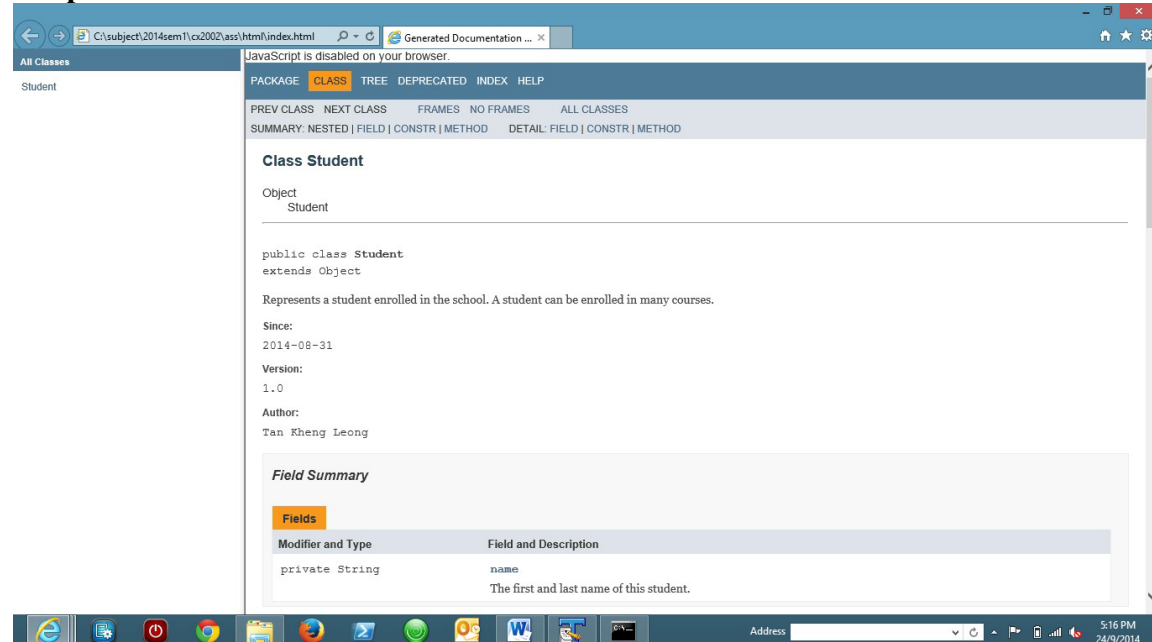 C:\subject\2014sem1\cx2002\ass\html\index.html
Generated Documentation ...
All Classes
Student
JavaScript is disabled on your browser.
PACKAGE CLASS TREE DEPRECATED INDEX HELP
PREV CLASS NEXT CLASS FRAMES NO FRAMES ALL CLASSES
SUMMARY: NESTED | FIELD | CONSTR | METHOD DETAIL: FIELD | CONSTR | METHOD
Class Student
Object
Student
public class Student
extends Object
Represents a student enrolled in the school. A student can be enrolled in many courses.
Since:
2014-08-31
Version:
1.0
Author:
Tan Kheng Leong
Field Summary
Fields
Modifier and Type Field and Description
private String name
The first and last name of this student.
Address
5:16 PM
24/9/2014